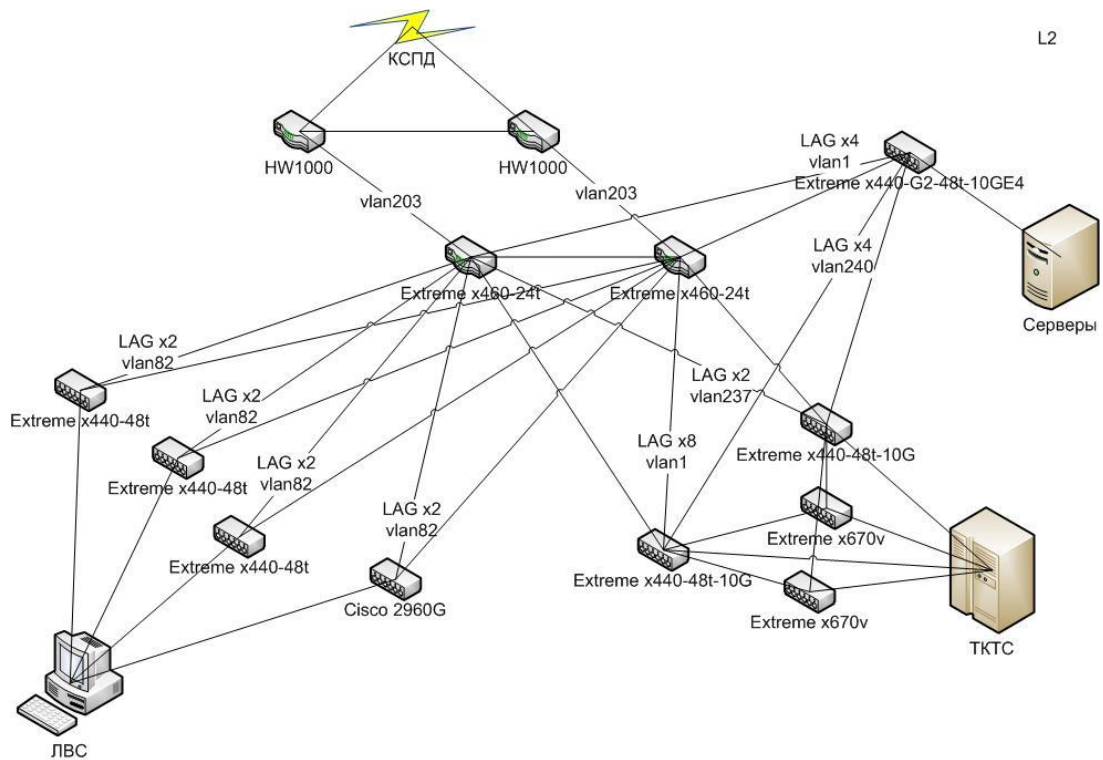 КСПД
L2
HW1000
HW1000
LAG x4
vlan1
Extreme x440-G2-48t-10GE4
vlan203
vlan203
LAG x4
vlan240
Extreme x460-24t
Extreme x460-24t
Серверы
LAG x2
vlan82
Extreme x440-48t
LAG x2
vlan82
LAG x2
vlan237
Extreme x440-48t
LAG x8
vlan1
Extreme x440-48t-10G
LAG x2
vlan82
Extreme x440-48t
LAG x2
vlan82
Extreme x670v
Cisco 2960G
Extreme x440-48t-10G
Extreme x670v
ТКТС
ЛВС